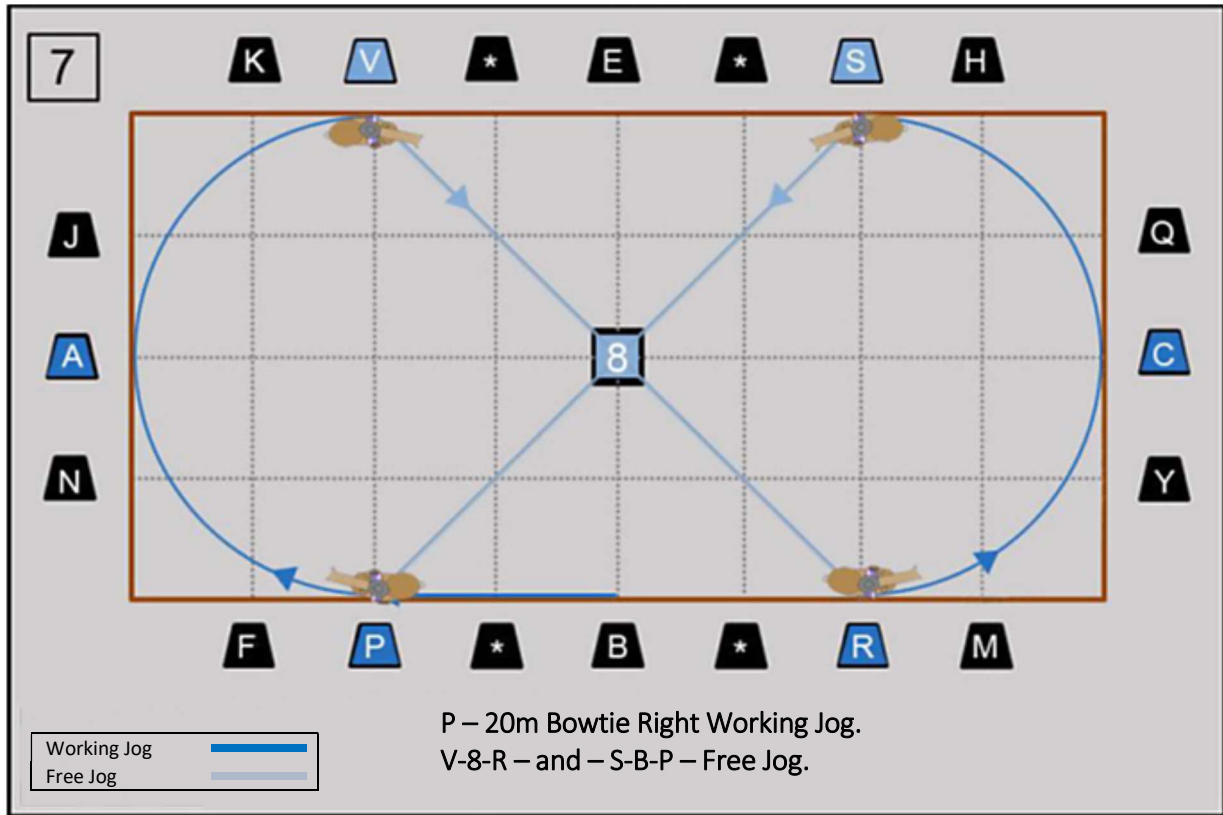 7
K V * E * S H
J Q
A 8 C
N Y
F P * B * R M
P – 20m Bowtie Right Working Jog.
V-8-R – and – S-B-P – Free Jog.
Working Jog
Free Jog